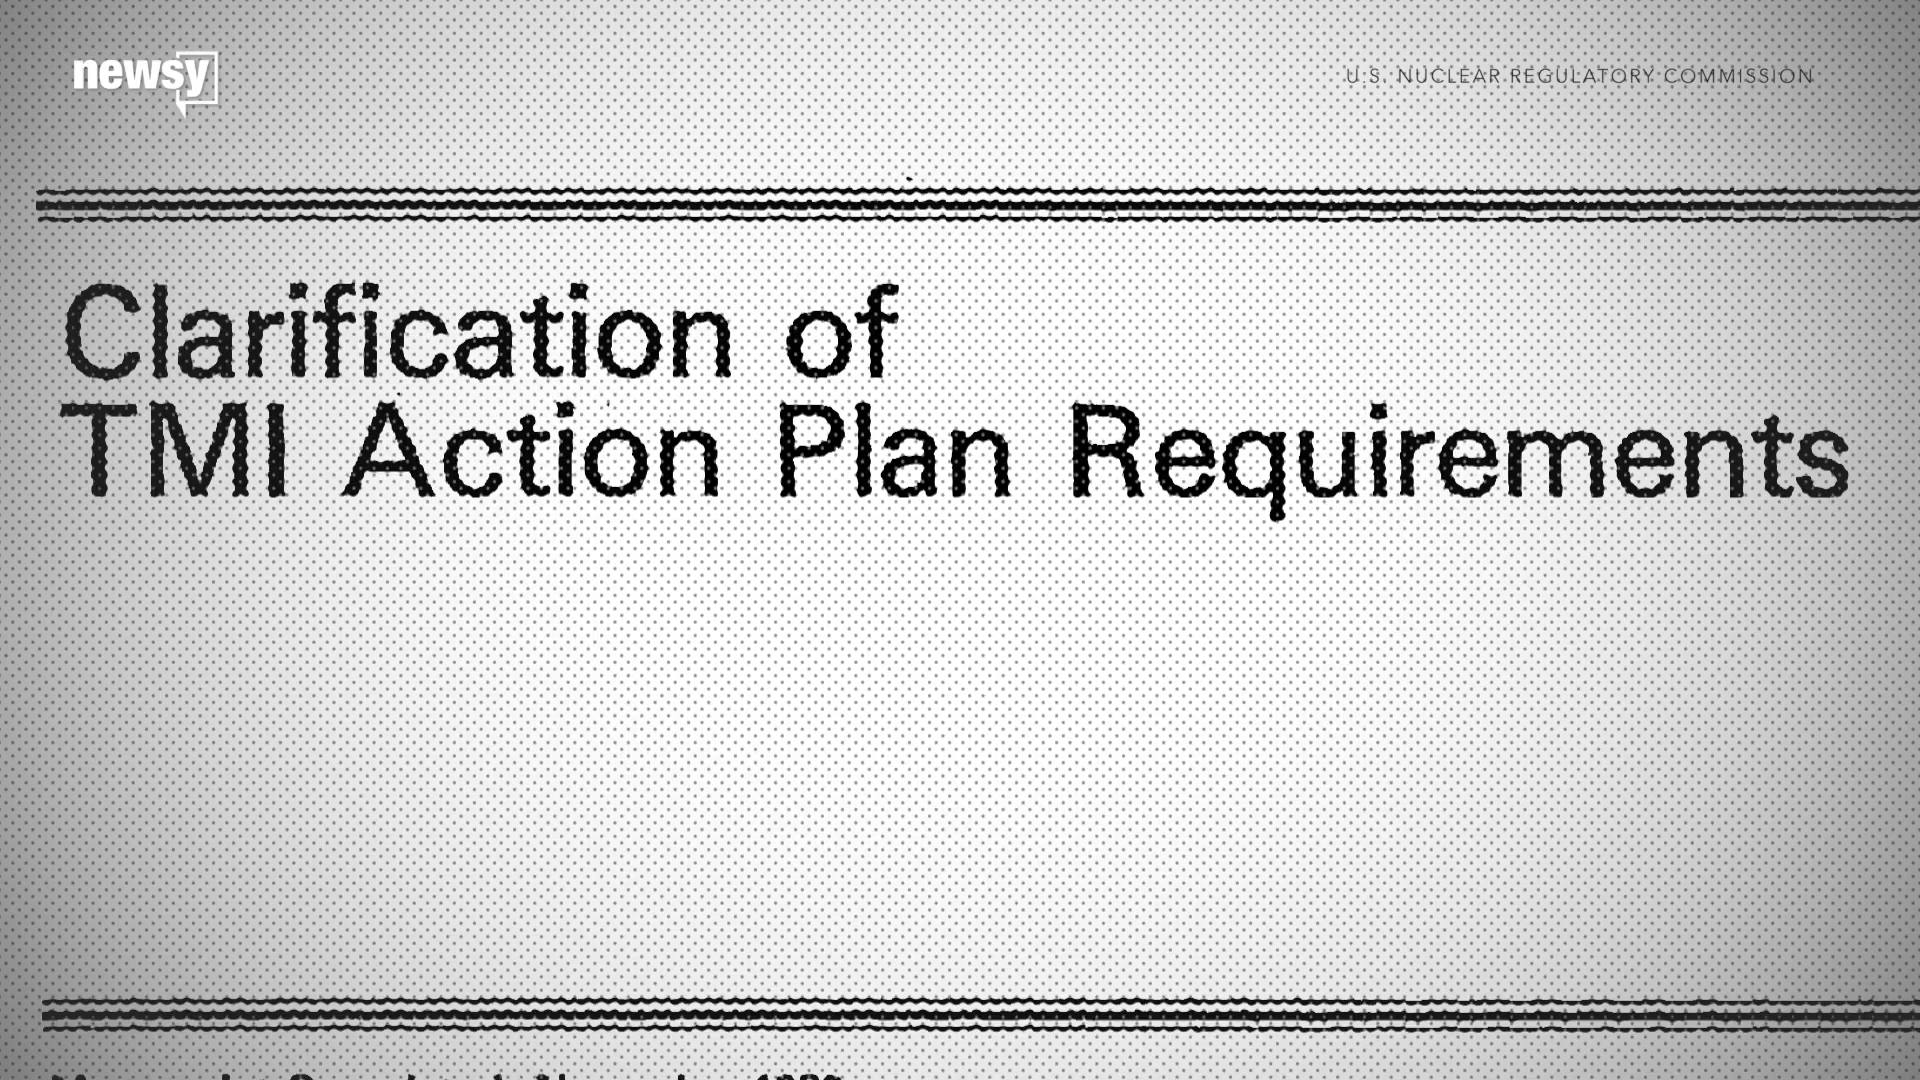 newsy
U.S. NUCLEAR REGULATORY COMMISSION
Clarification of
TMI Action Plan Requirements